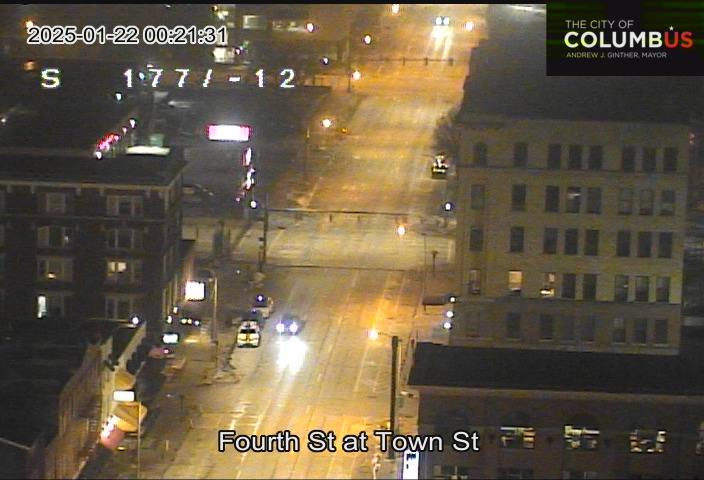 2025-01-22 00:21:31
THE CITY OF
COLUMBUS
ANDREW J. GINTHER, MAYOR
S 177/-12
Fourth St at Town St